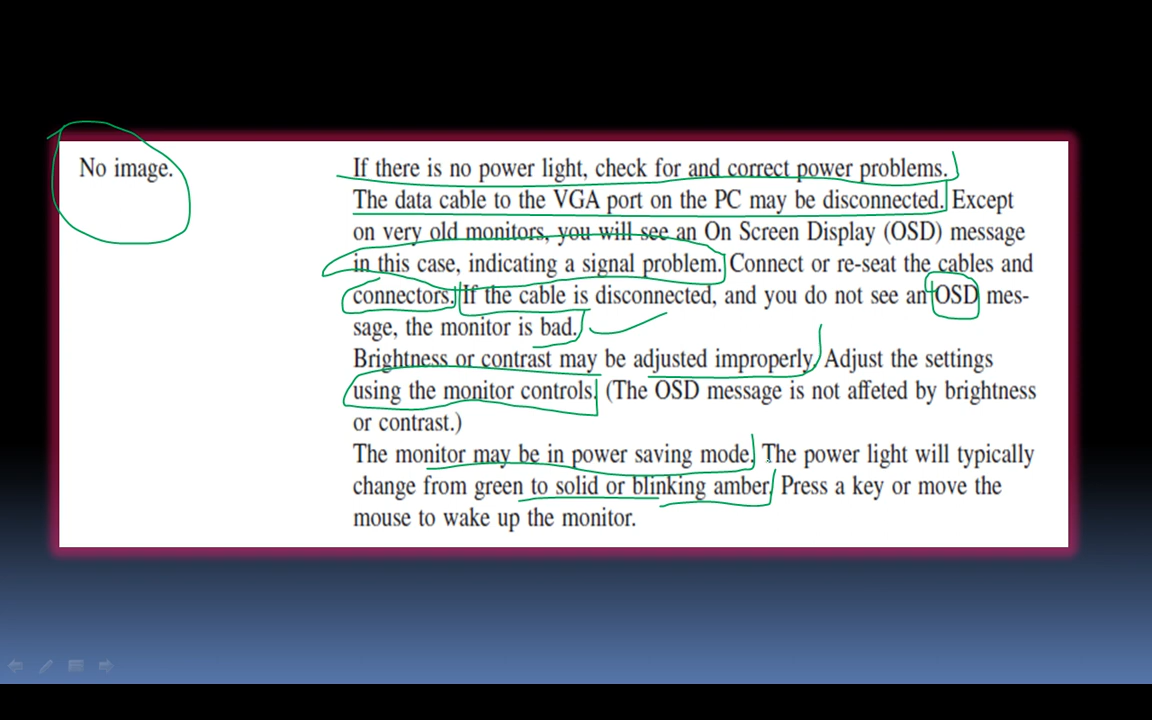 No image.
If there is no power light, check for and correct power problems.
The data cable to the VGA port on the PC may be disconnected. Except
on very old monitors, you will see an On Screen Display (OSD) message
in this case, indicating a signal problem. Connect or re-seat the cables and
connectors. If the cable is disconnected, and you do not see an OSD mes-
sage, the monitor is bad.
Brightness or contrast may be adjusted improperly. Adjust the settings
using the monitor controls. (The OSD message is not affeted by brightness
or contrast.)
The monitor may be in power saving mode. The power light will typically
change from green to solid or blinking amber. Press a key or move the
mouse to wake up the monitor.